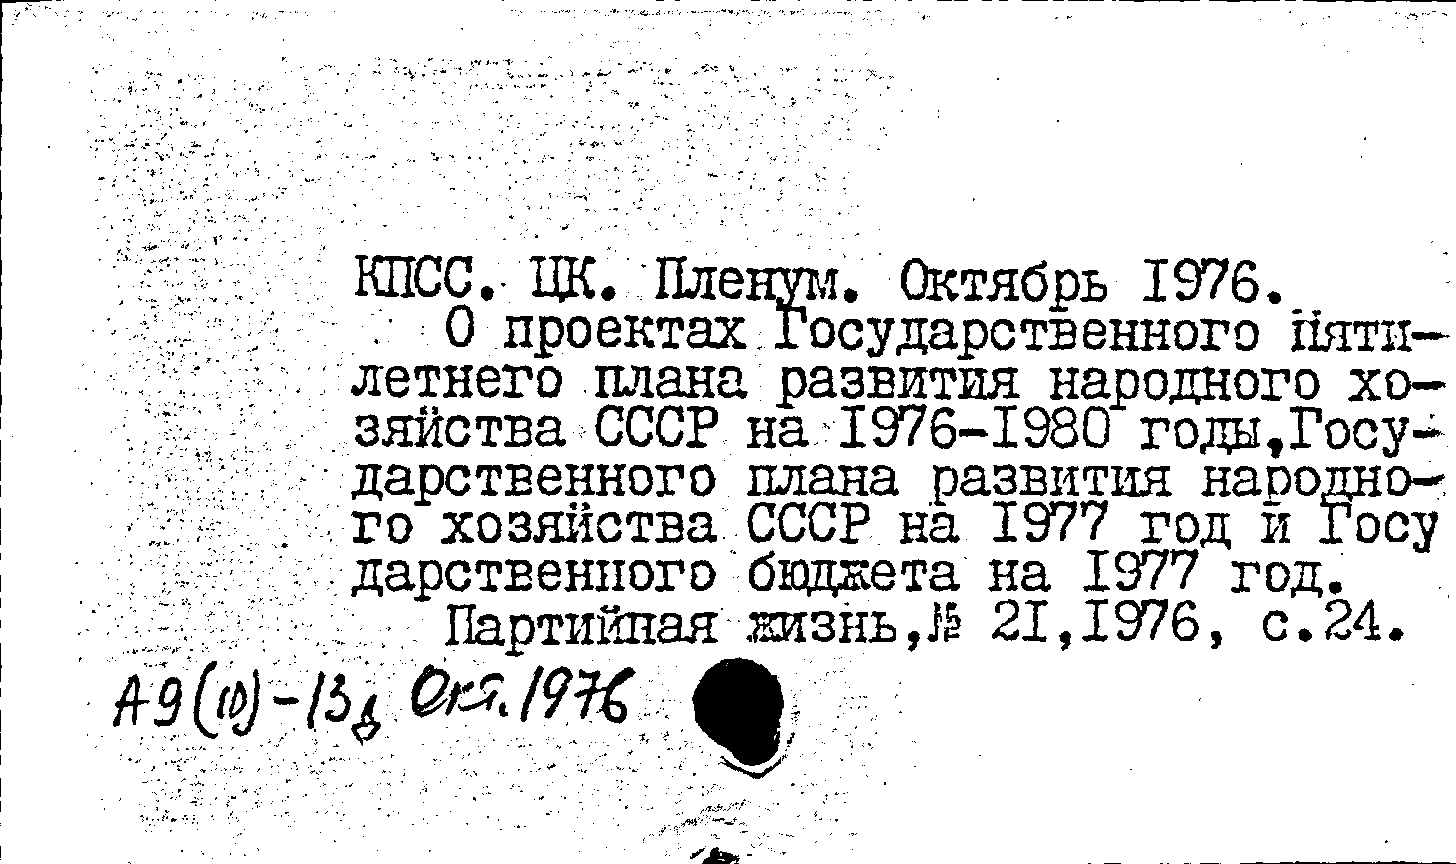 КПСС. ЦК. Пленум. Октябрь 1976.
О проектах Государственного пяти-
летнего плана развития народного хо-
зяйства СССР на 1976-1980 годы,Госу-
дарственного плана развития народно-
го хозяйства СССР на 1977 год и Госу
дарственного бюджета на 1977 год.
Партийная жизнь,№ 21,1976, с.24.
А9(10)-13д Окт.1976